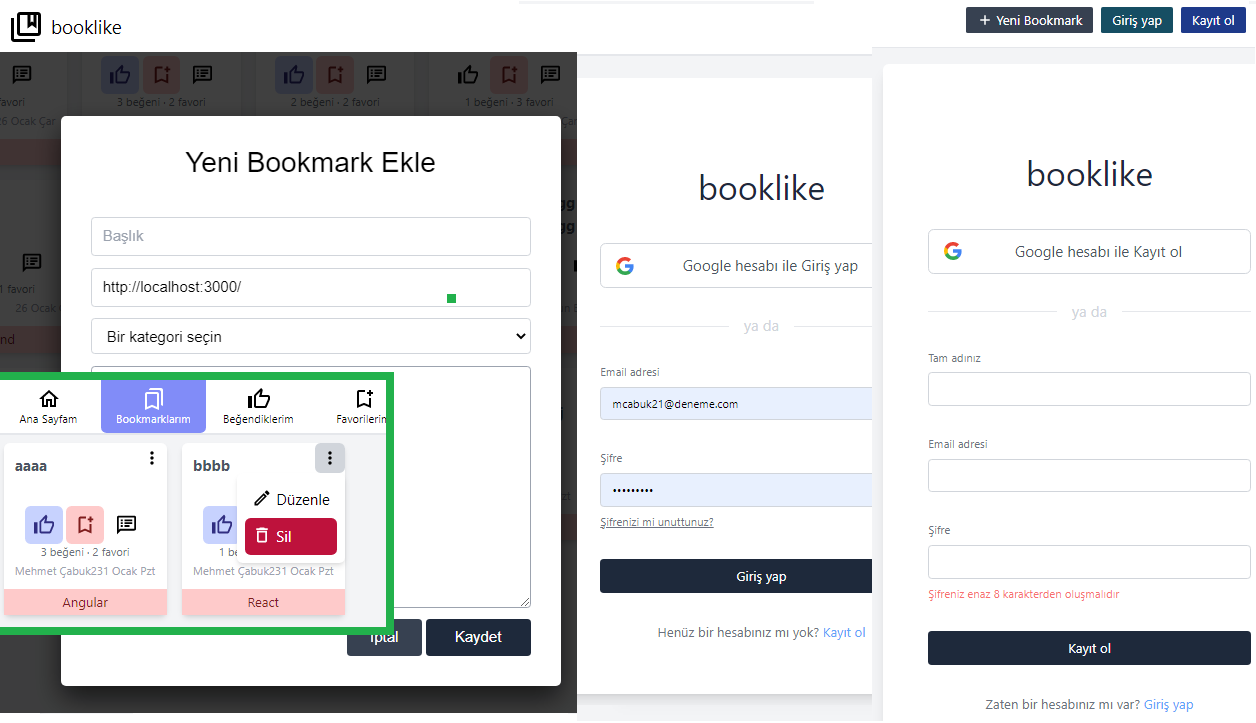 booklike
avori
3 beğeni · 2 favori
2 beğeni · 2 favori
1 beğeni · 3 favori
26 Ocak Çar
1 favori
26 Ocak
nd
Yeni Bookmark Ekle
Başlık
http://localhost:3000/
Bir kategori seçin
Ana Sayfam
Bookmarklarım
Beğendiklerim
Favorilerim
aaaa
bbbb
Düzenle
Sil
3 beğeni · 2 favori
1 be
Mehmet Çabuk231 Ocak Pzt
Mehmet Çabuk231 Ocak Pzt
Angular
React
İptal
Kaydet
booklike
Google hesabı ile Giriş yap
ya da
Email adresi
mcabuk21@deneme.com
Şifre
•••••••••
Şifrenizi mi unuttunuz?
Giriş yap
Henüz bir hesabınız mı yok? Kayıt ol
+ Yeni Bookmark
Giriş yap
Kayıt ol
booklike
Google hesabı ile Kayıt ol
ya da
Tam adınız
Email adresi
Şifre
Şifreniz enaz 8 karakterden oluşmalıdır
Kayıt ol
Zaten bir hesabınız mı var? Giriş yap